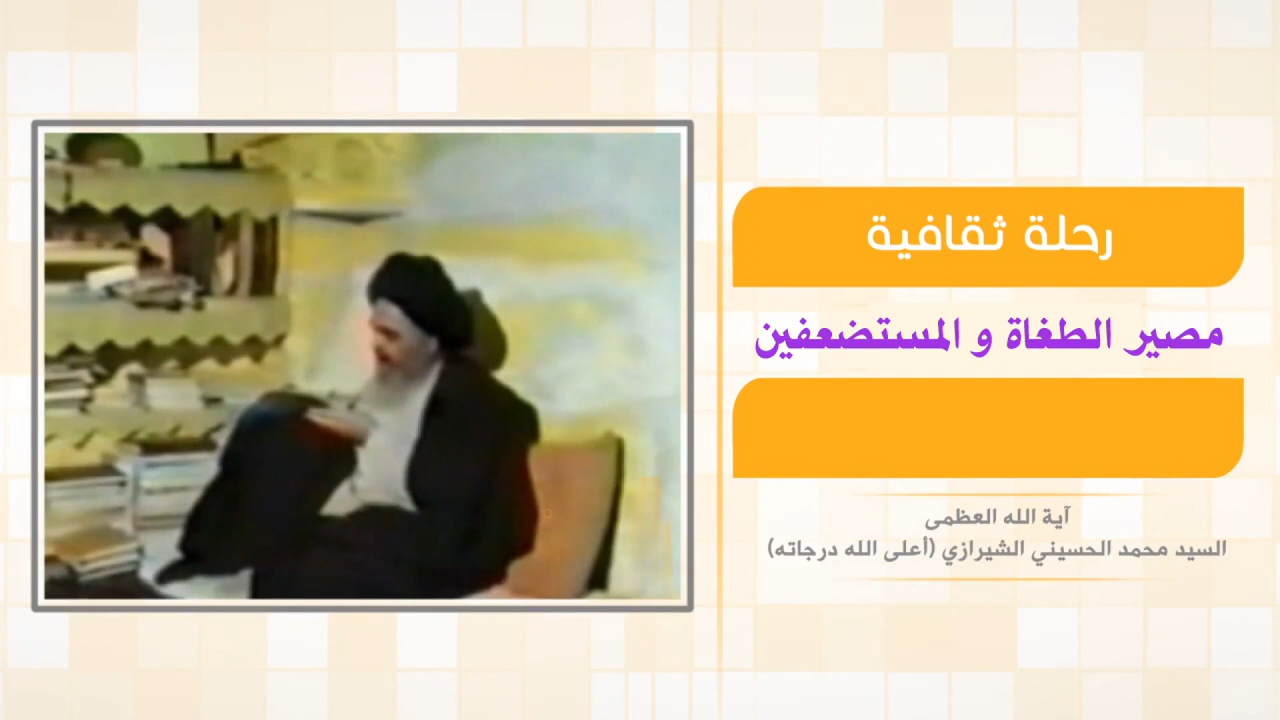 رحلة ثقافية
مصير الطغاة و المستضعفين
آية الله العظمى
السيد محمد الحسيني الشيرازي (أعلى الله درجاته)